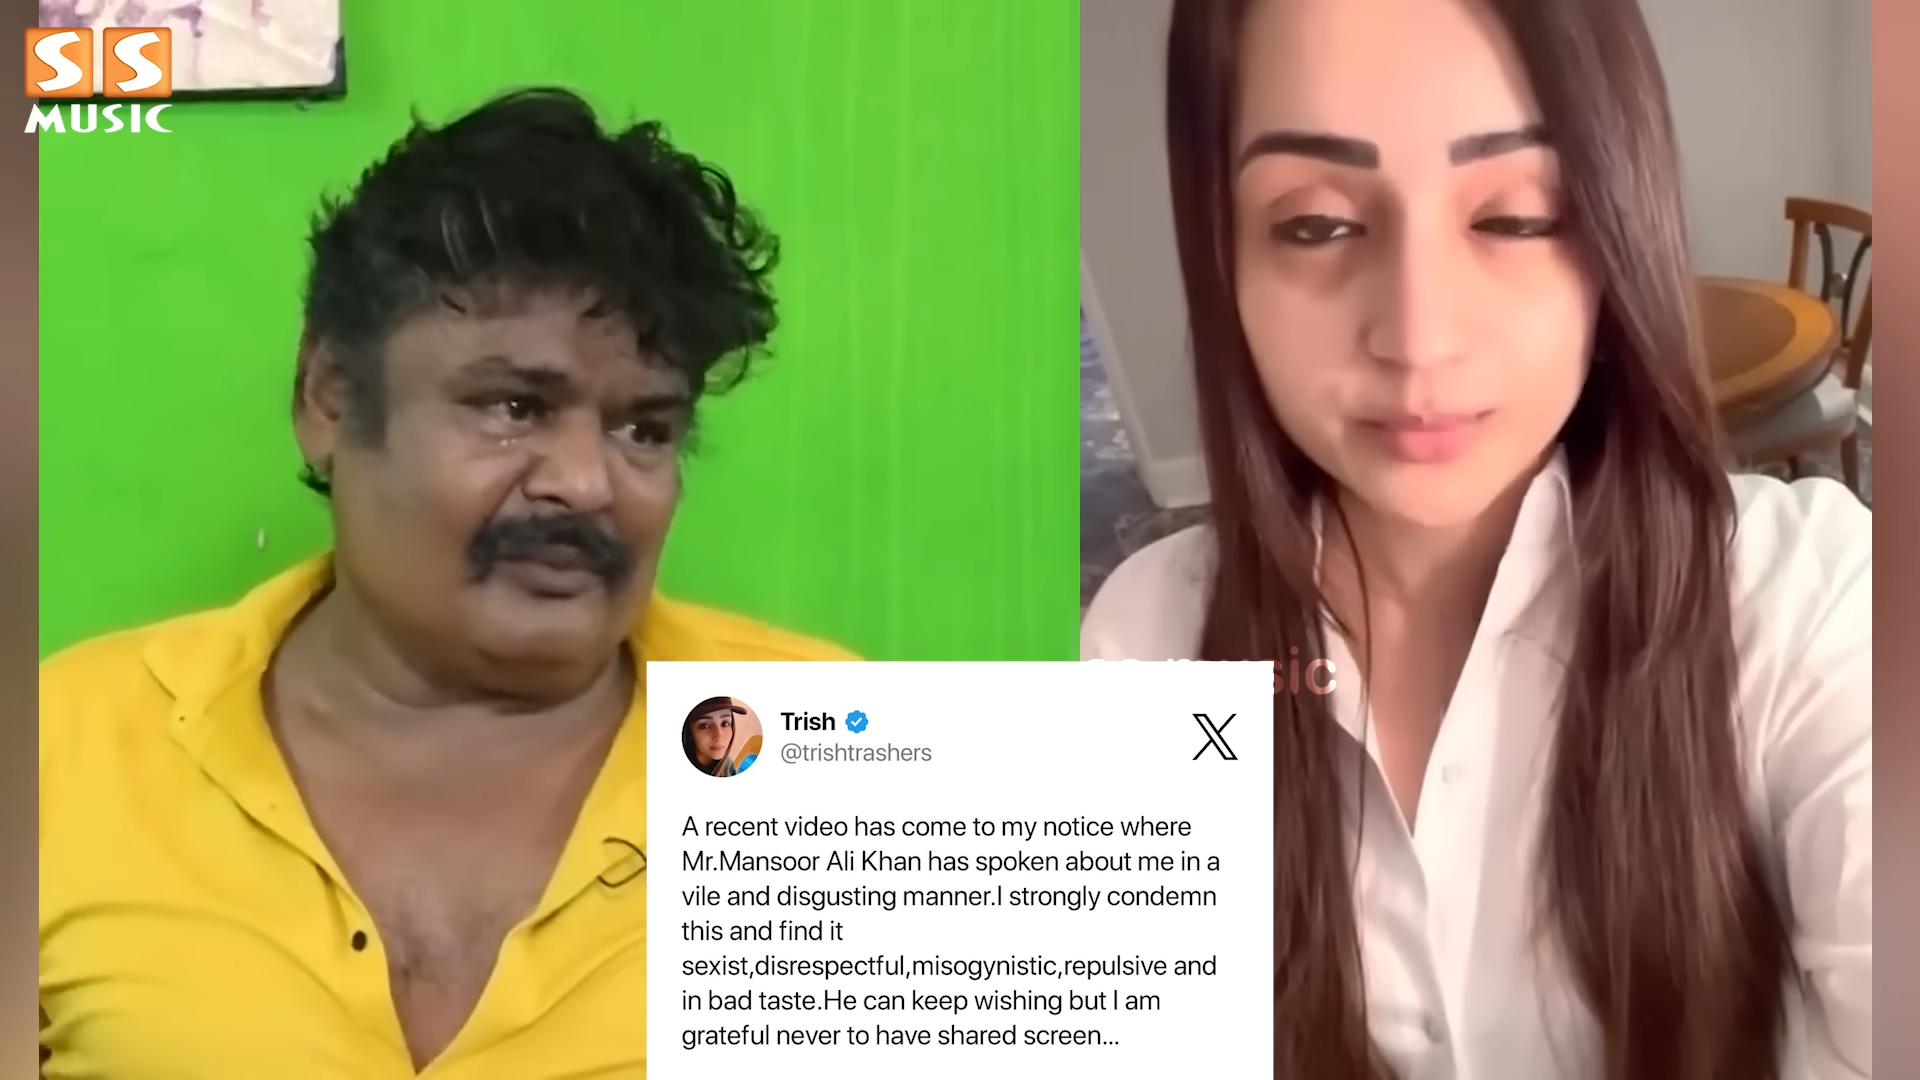 SS
MUSIC
ss music
Trish
@trishtrashers
X
A recent video has come to my notice where
Mr.Mansoor Ali Khan has spoken about me in a
vile and disgusting manner.I strongly condemn
this and find it
sexist,disrespectful,misogynistic,repulsive and
in bad taste.He can keep wishing but I am
grateful never to have shared screen...